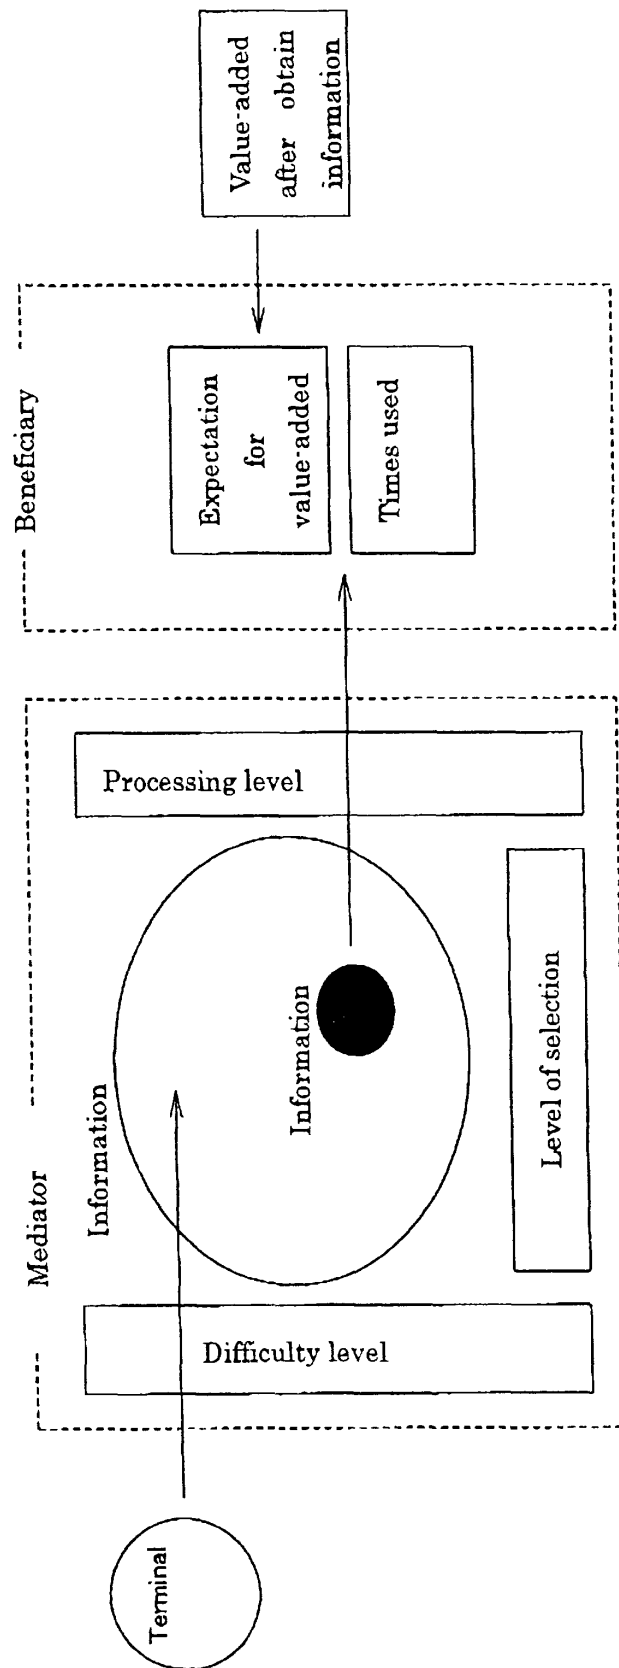 Terminal
Mediator
Difficulty level
Information
Information
Level of selection
Processing level
Beneficiary
Expectation
for
value-added
Times used
Value-added
after obtain
information